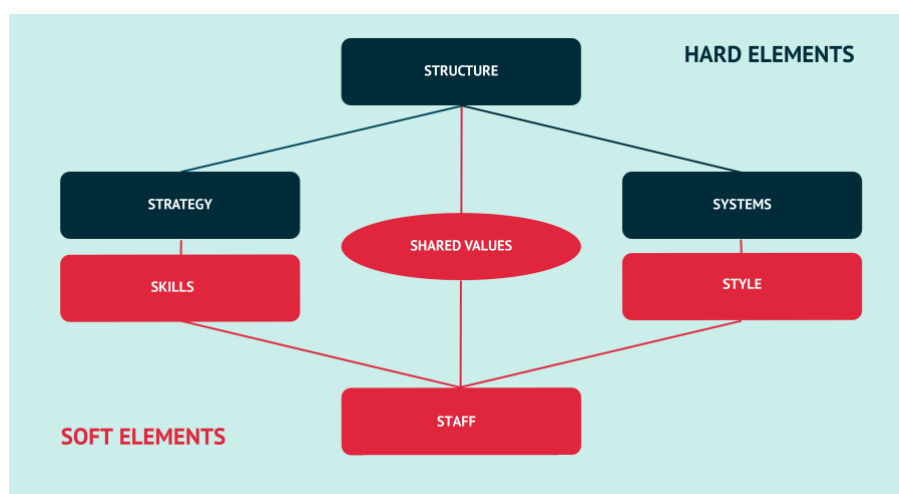 HARD ELEMENTS
STRUCTURE
STRATEGY
SYSTEMS
SHARED VALUES
SKILLS
STYLE
STAFF
SOFT ELEMENTS